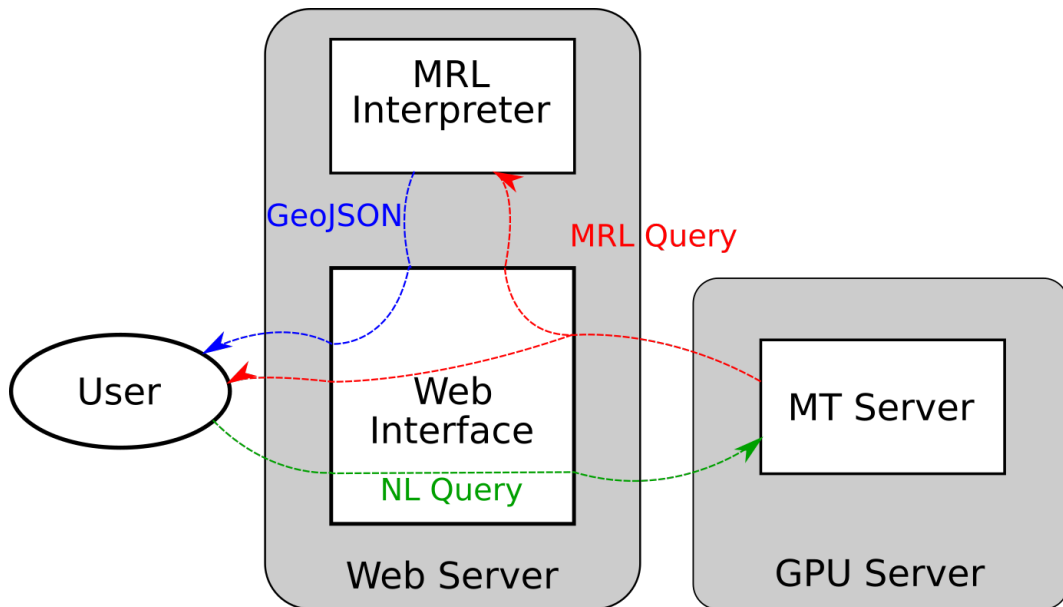 MRL
Interpreter
GeoJSON
MRL Query
User
Web
Interface
MT Server
NL Query
Web Server
GPU Server